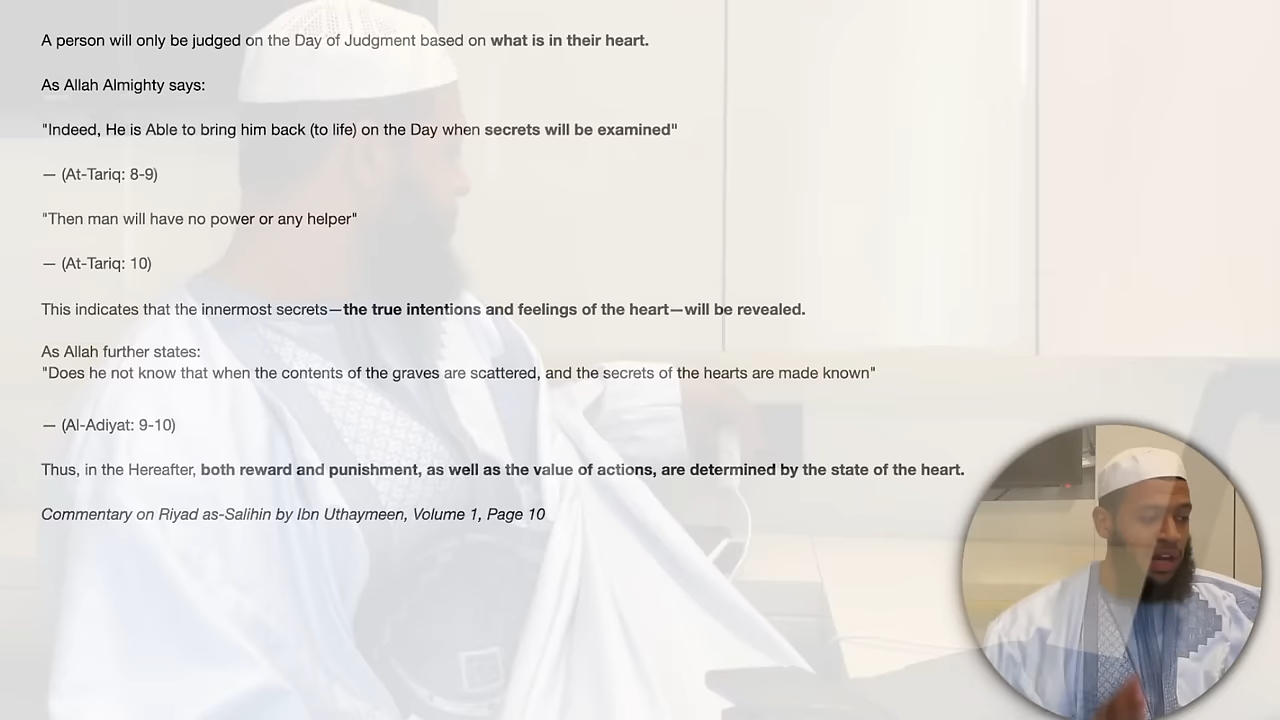 A person will only be judged on the Day of Judgment based on what is in their heart.
As Allah Almighty says:
"Indeed, He is Able to bring him back (to life) on the Day when secrets will be examined"
— (At-Tariq: 8-9)
"Then man will have no power or any helper"
— (At-Tariq: 10)
This indicates that the innermost secrets—the true intentions and feelings of the heart—will be revealed.
As Allah further states:
"Does he not know that when the contents of the graves are scattered, and the secrets of the hearts are made known"
— (Al-Adiyat: 9-10)
Thus, in the Hereafter, both reward and punishment, as well as the value of actions, are determined by the state of the heart.
Commentary on Riyad as-Salihin by Ibn Uthaymeen, Volume 1, Page 10